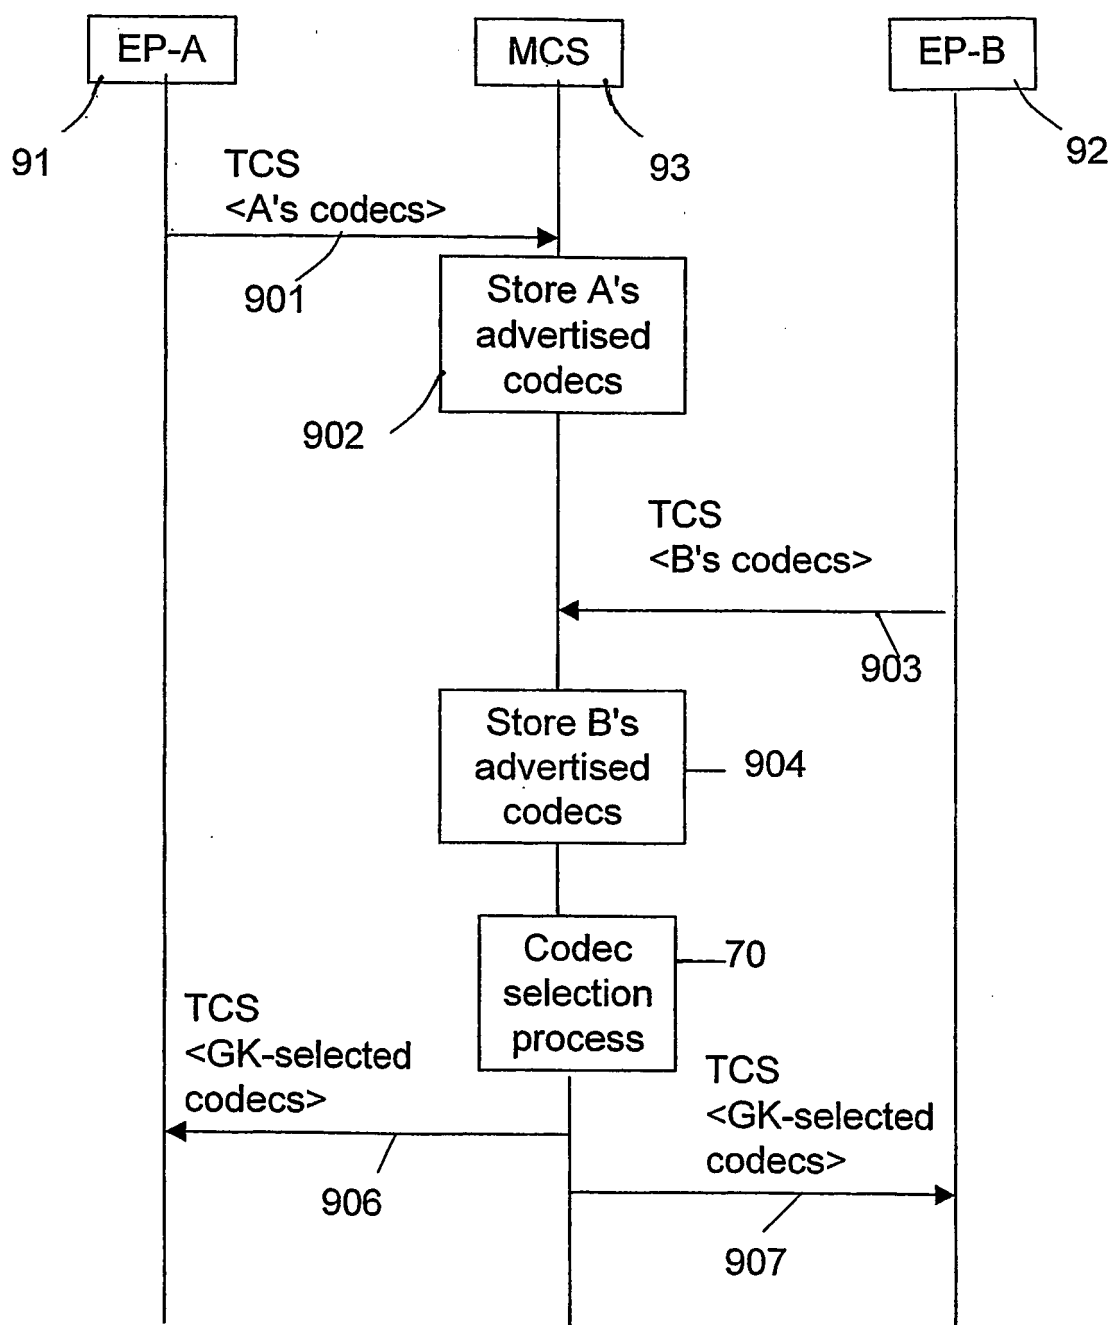 EP-A
MCS
EP-B
91
93
92
TCS
<A's codecs>
901
Store A's
advertised
codecs
902
TCS
<B's codecs>
903
Store B's
advertised
codecs
904
Codec
selection
process
70
TCS
<GK-selected
codecs>
906
TCS
<GK-selected
codecs>
907